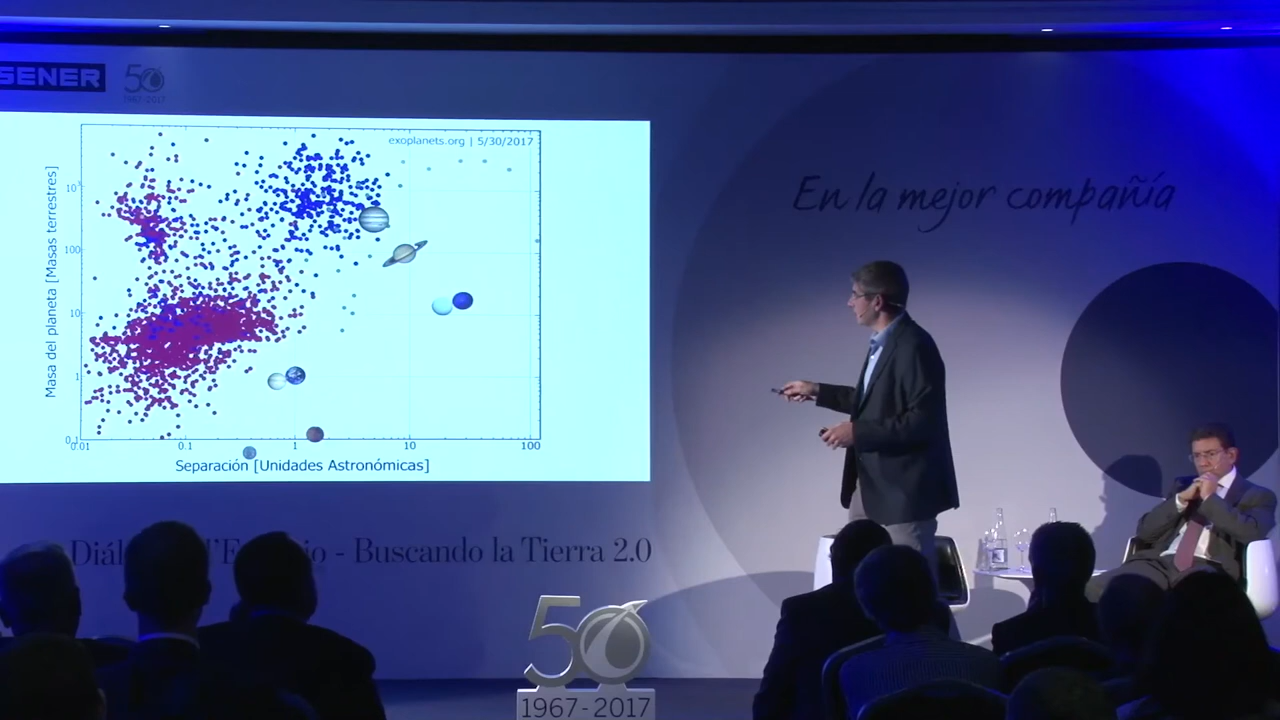 SENER
50
1967-2017
exoplanets.org | 5/30/2017
Masa del planeta [Masas terrestres]
10³
100
10
1
0.1
0.01
0.1
1
10
100
Separación [Unidades Astronómicas]
En la mejor compañía
- Buscando la Tierra 2.0
50
1967-2017